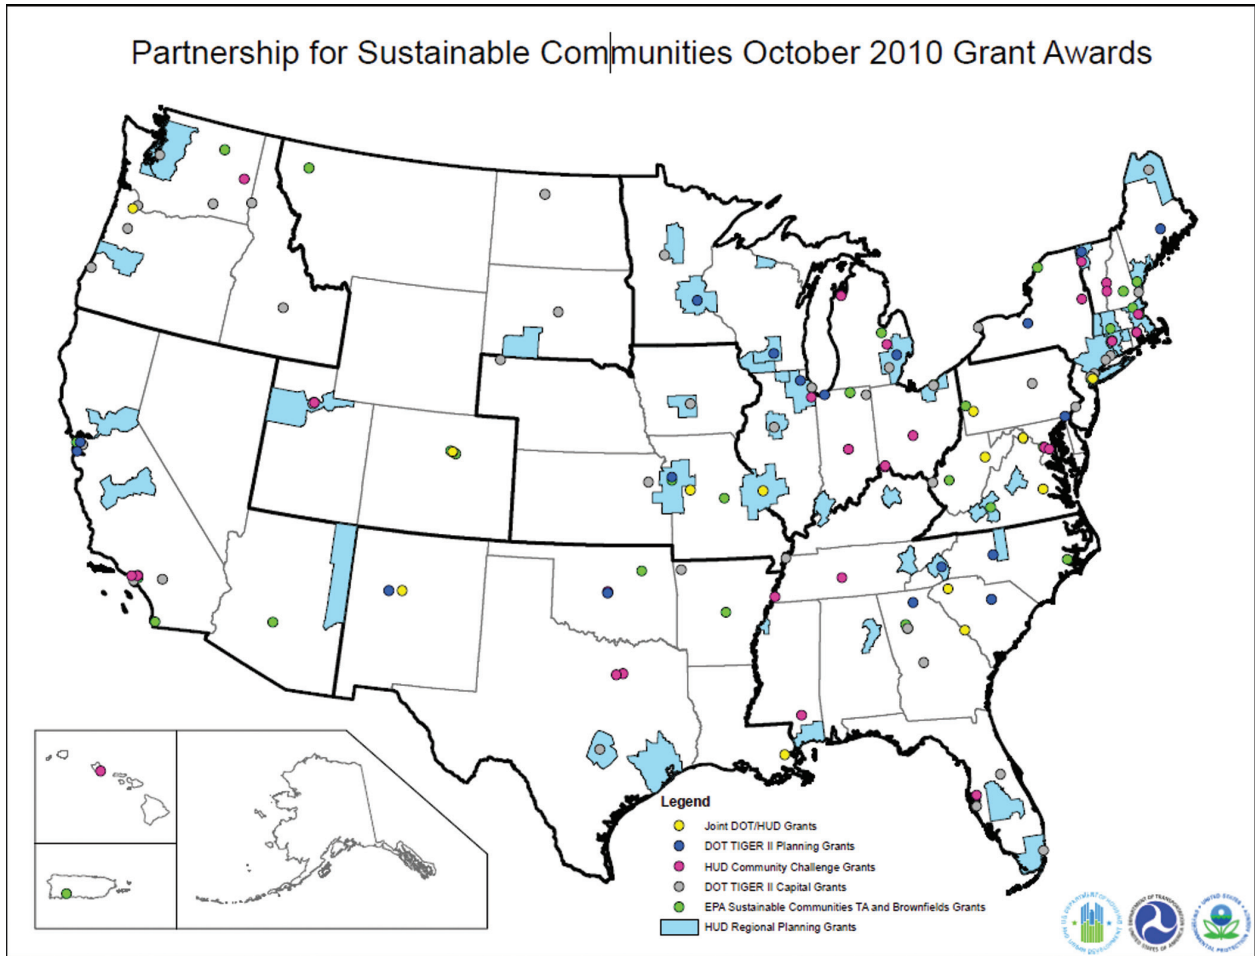 Partnership for Sustainable Communities October 2010 Grant Awards
Legend
Joint DOT/HUD Grants
DOT TIGER II Planning Grants
HUD Community Challenge Grants
DOT TIGER II Capital Grants
EPA Sustainable Communities TA and Brownfields Grants
HUD Regional Planning Grants